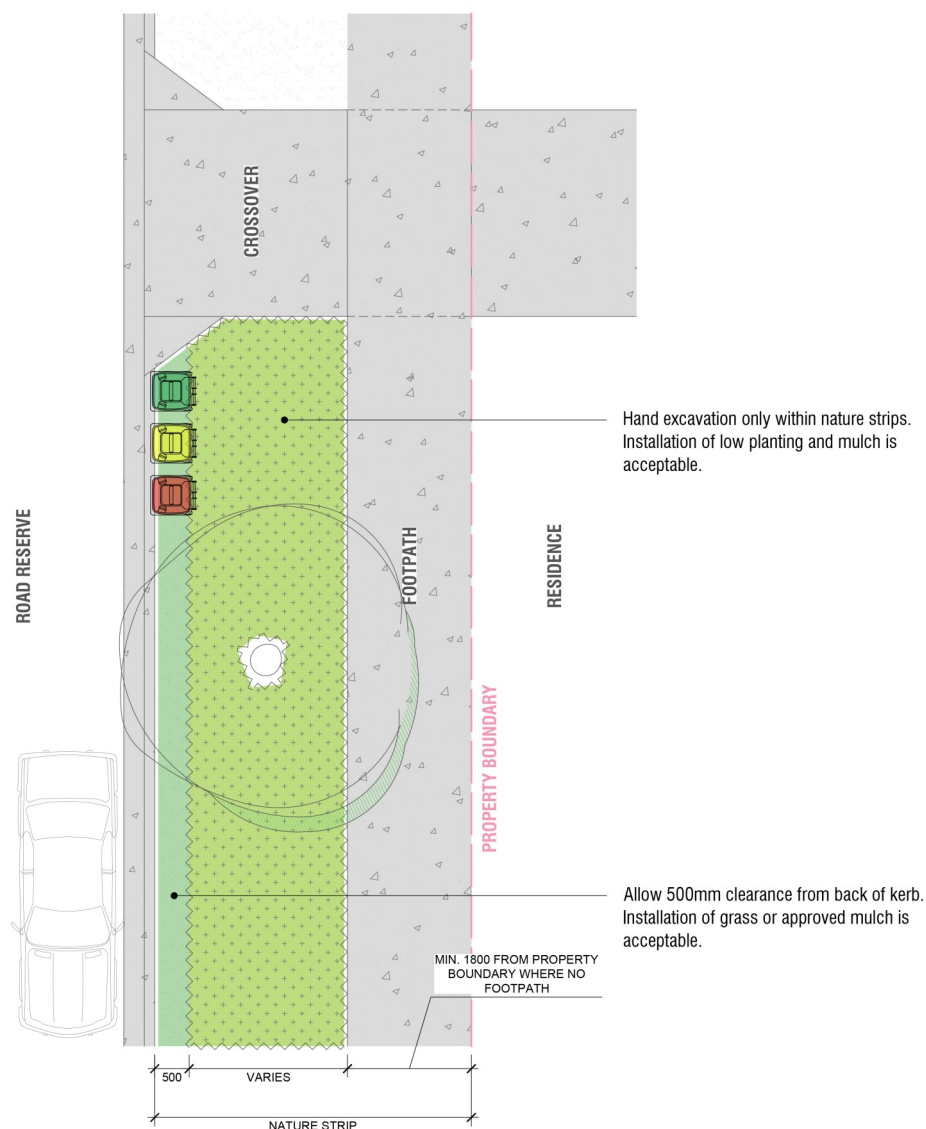 CROSSOVER
Hand excavation only within nature strips.
Installation of low planting and mulch is
acceptable.
ROAD RESERVE
FOOTPATH
RESIDENCE
PROPERTY BOUNDARY
Allow 500mm clearance from back of kerb.
Installation of grass or approved mulch is
acceptable.
MIN. 1800 FROM PROPERTY
BOUNDARY WHERE NO
FOOTPATH
500
VARIES
NATURE STRIP